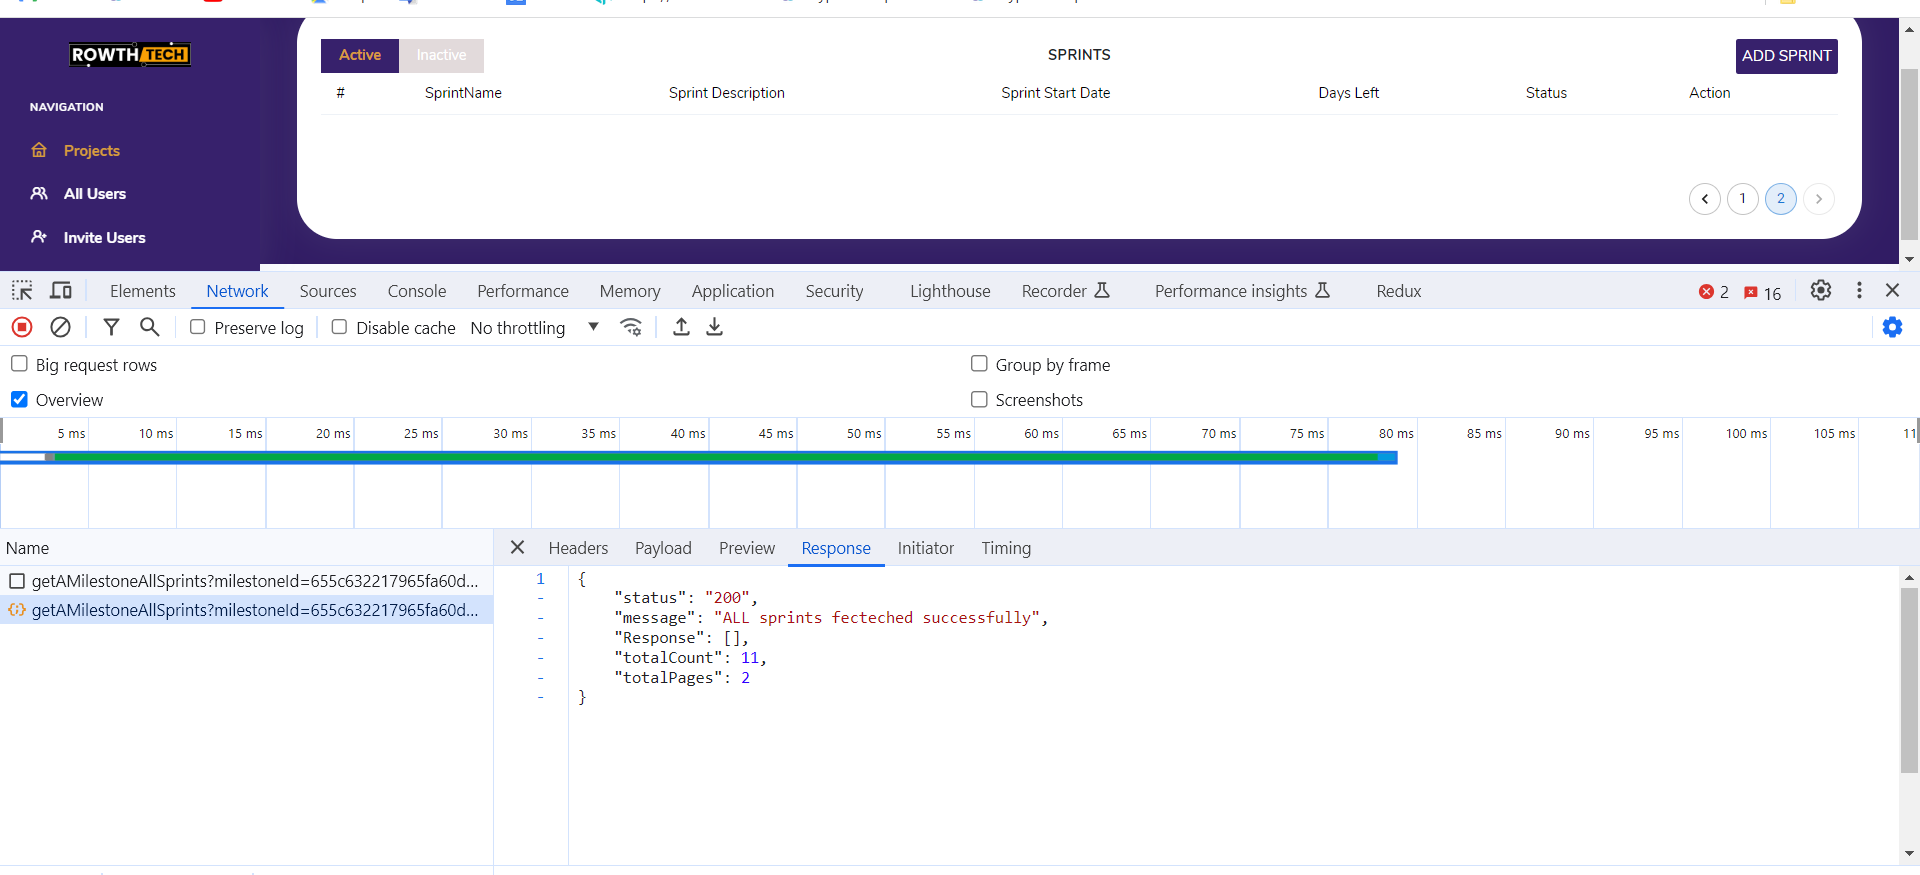 ROWTHTECH
Active
Inactive
SPRINTS
ADD SPRINT
# SprintName Sprint Description Sprint Start Date Days Left Status Action
NAVIGATION
Projects
All Users
Invite Users
1 2
Elements Network Sources Console Performance Memory Application Security Lighthouse Recorder Performance insights Redux 2 16
Preserve log Disable cache No throttling
Big request rows Group by frame
Overview Screenshots
5 ms 10 ms 15 ms 20 ms 25 ms 30 ms 35 ms 40 ms 45 ms 50 ms 55 ms 60 ms 65 ms 70 ms 75 ms 80 ms 85 ms 90 ms 95 ms 100 ms 105 ms 11
Name
Headers Payload Preview Response Initiator Timing
getAMilestoneAllSprints?milestoneId=655c632217965fa60d...
getAMilestoneAllSprints?milestoneId=655c632217965fa60d...
1 {
- "status": "200",
- "message": "ALL sprints fecteched successfully",
- "Response": [],
- "totalCount": 11,
- "totalPages": 2
- }